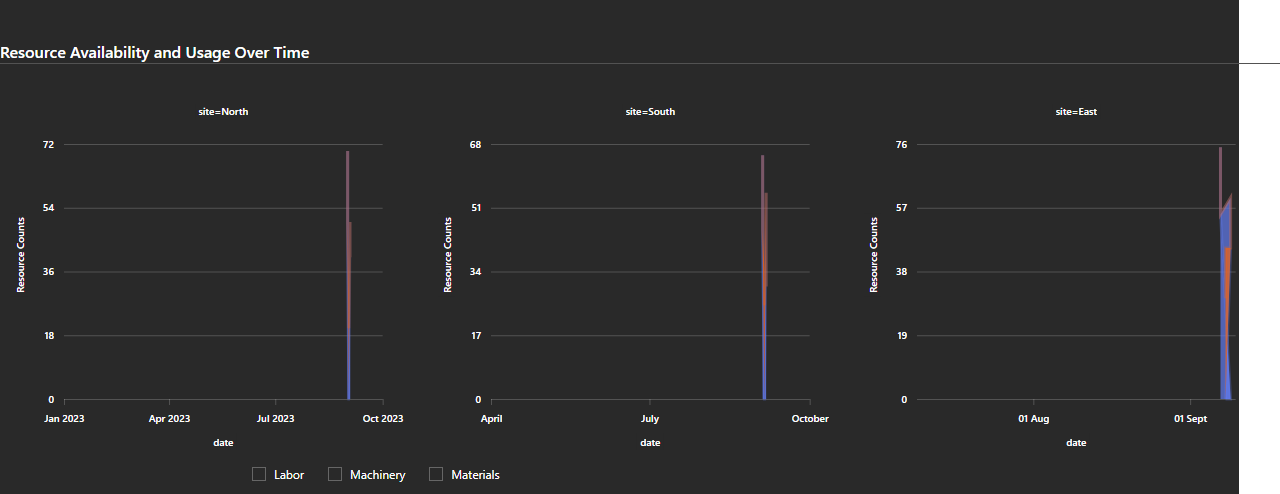 Resource Availability and Usage Over Time
site=North
site=South
site=East
72
54
36
18
0
Resource Counts
Jan 2023
Apr 2023
Jul 2023
Oct 2023
date
68
51
34
17
0
Resource Counts
April
July
October
date
76
57
38
19
0
Resource Counts
01 Aug
01 Sept
date
Labor
Machinery
Materials